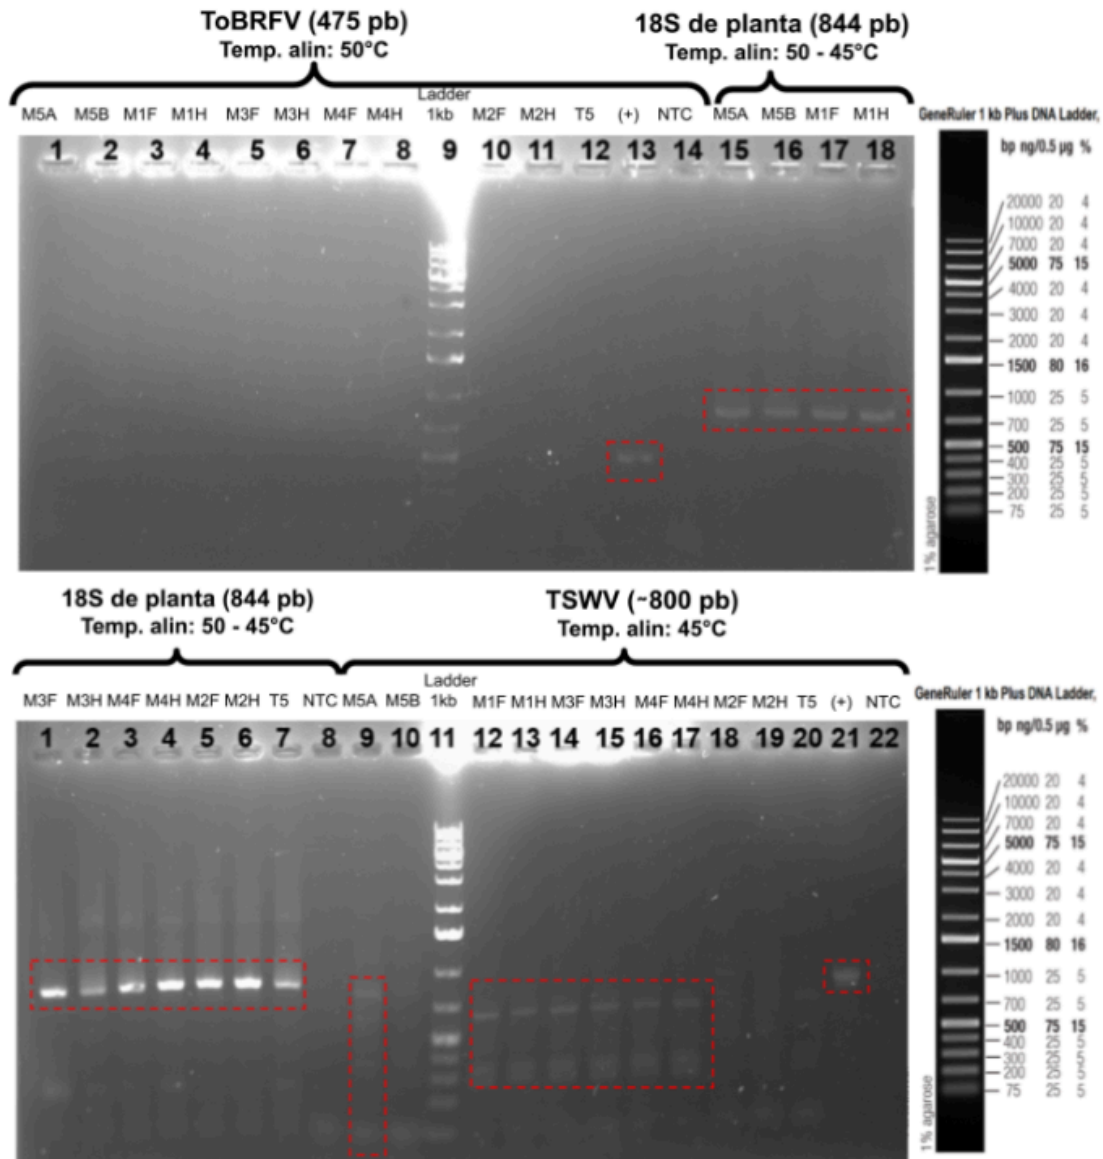 ToBRFV (475 pb)
Temp. alin: 50°C
18S de planta (844 pb)
Temp. alin: 50 - 45°C
M5A M5B M1F M1H M3F M3H M4F M4H Ladder 1kb M2F M2H T5 (+) NTC M5A M5B M1F M1H
1 2 3 4 5 6 7 8 9 10 11 12 13 14 15 16 17 18
GeneRuler 1 kb Plus DNA Ladder,
bp ng/0.5 µg %
20000 20 4
10000 20 4
7000 20 4
5000 75 15
4000 20 4
3000 20 4
2000 20 4
1500 80 16
1000 25 5
700 25 5
500 75 15
400 25 5
300 25 5
200 25 5
75 25 5
1% agarose
18S de planta (844 pb)
Temp. alin: 50 - 45°C
TSWV (~800 pb)
Temp. alin: 45°C
M3F M3H M4F M4H M2F M2H T5 NTC M5A M5B Ladder 1kb M1F M1H M3F M3H M4F M4H M2F M2H T5 (+) NTC
1 2 3 4 5 6 7 8 9 10 11 12 13 14 15 16 17 18 19 20 21 22
GeneRuler 1 kb Plus DNA Ladder,
bp ng/0.5 µg %
20000 20 4
10000 20 4
7000 20 4
5000 75 15
4000 20 4
3000 20 4
2000 20 4
1500 80 16
1000 25 5
700 25 5
500 75 15
400 25 5
300 25 5
200 25 5
75 25 5
1% agarose